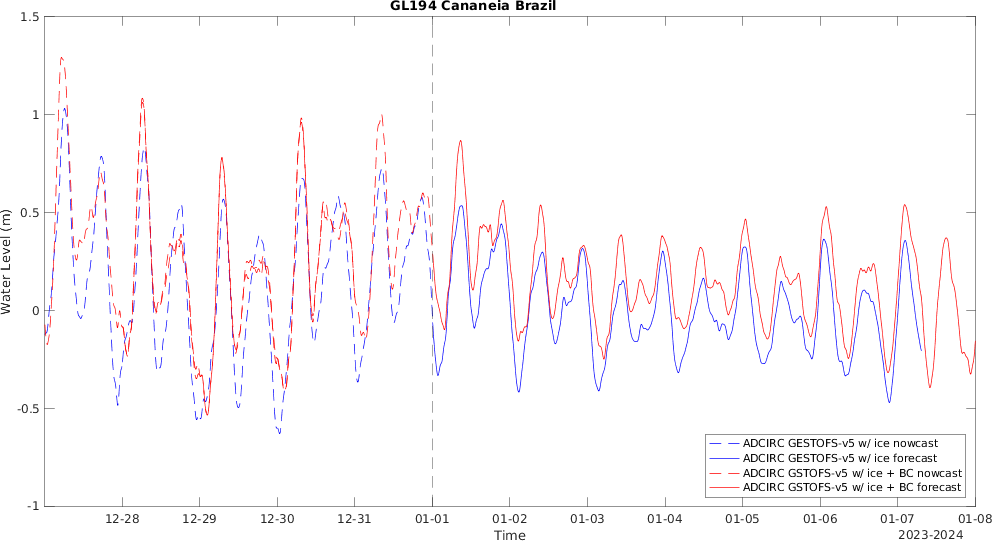 GL194 Cananeia Brazil
1.5
1
0.5
0
-0.5
-1
Water Level (m)
12-28
12-29
12-30
12-31
01-01
01-02
01-03
01-04
01-05
01-06
01-07
01-08
Time
2023-2024
ADCIRC GESTOFS-v5 w/ ice nowcast
ADCIRC GESTOFS-v5 w/ ice forecast
ADCIRC GSTOFS-v5 w/ ice + BC nowcast
ADCIRC GSTOFS-v5 w/ ice + BC forecast